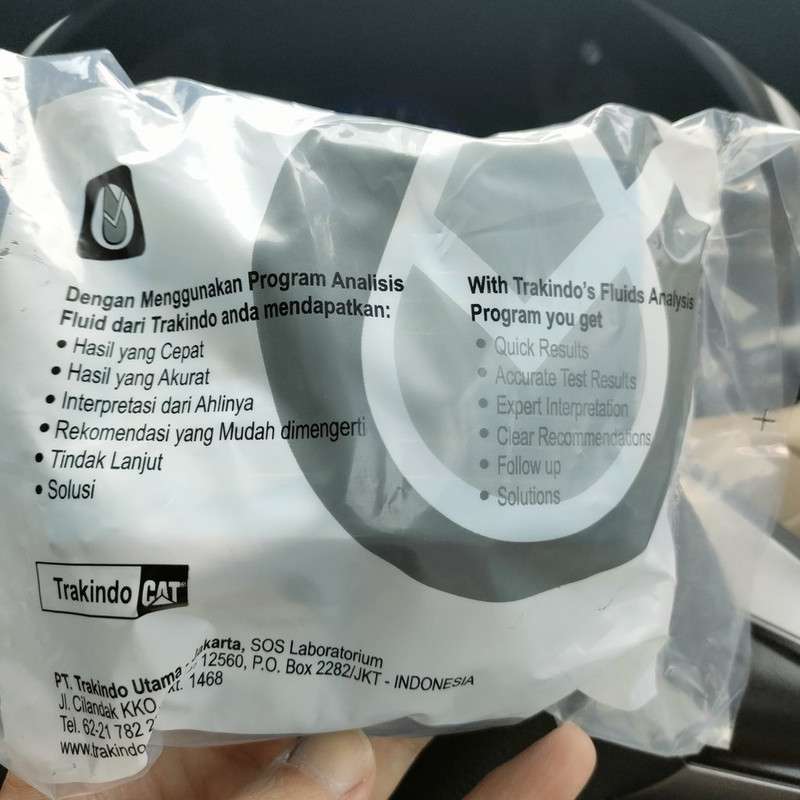 Dengan Menggunakan Program Analisis
Fluid dari Trakindo anda mendapatkan:
• Hasil yang Cepat
• Hasil yang Akurat
• Interpretasi dari Ahlinya
• Rekomendasi yang Mudah dimengerti
• Tindak Lanjut
• Solusi
With Trakindo's Fluids Analysis
Program you get
• Quick Results
• Accurate Test Results
• Expert Interpretation
• Clear Recommendations
• Follow up
• Solutions
Trakindo CAT
PT. Trakindo Utama SOS Laboratorium
Jl. Cilandak KKO 12560, P.O. Box 2282/JKT - INDONESIA
Tel. 62-21 782 1468